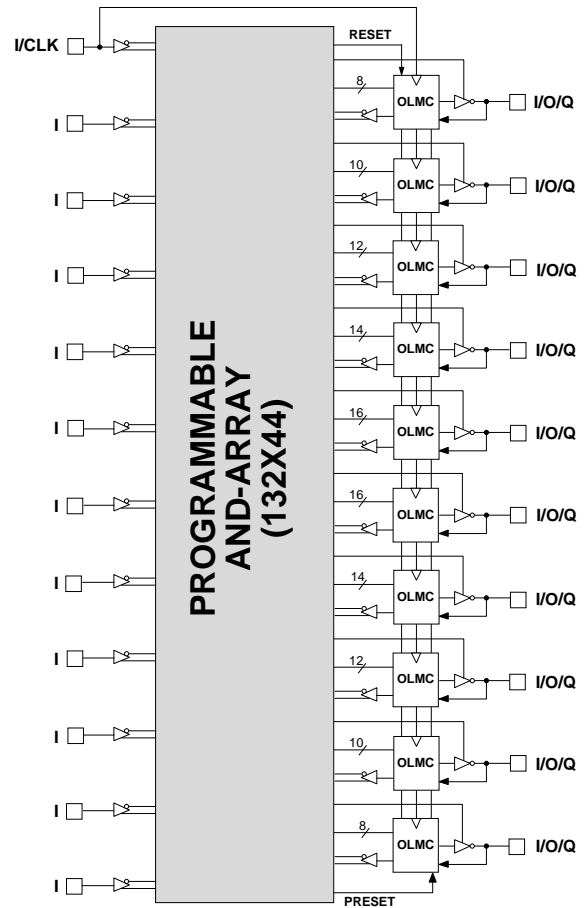 RESET
I/CLK
8
OLMC
I/O/Q
I
10
OLMC
I/O/Q
I
12
OLMC
I/O/Q
I
14
OLMC
I/O/Q
I
16
OLMC
I/O/Q
I
16
OLMC
I/O/Q
I
14
OLMC
I/O/Q
I
12
OLMC
I/O/Q
I
10
OLMC
I/O/Q
I
8
OLMC
I/O/Q
I
I
PRESET
PROGRAMMABLE
AND-ARRAY
(132X44)